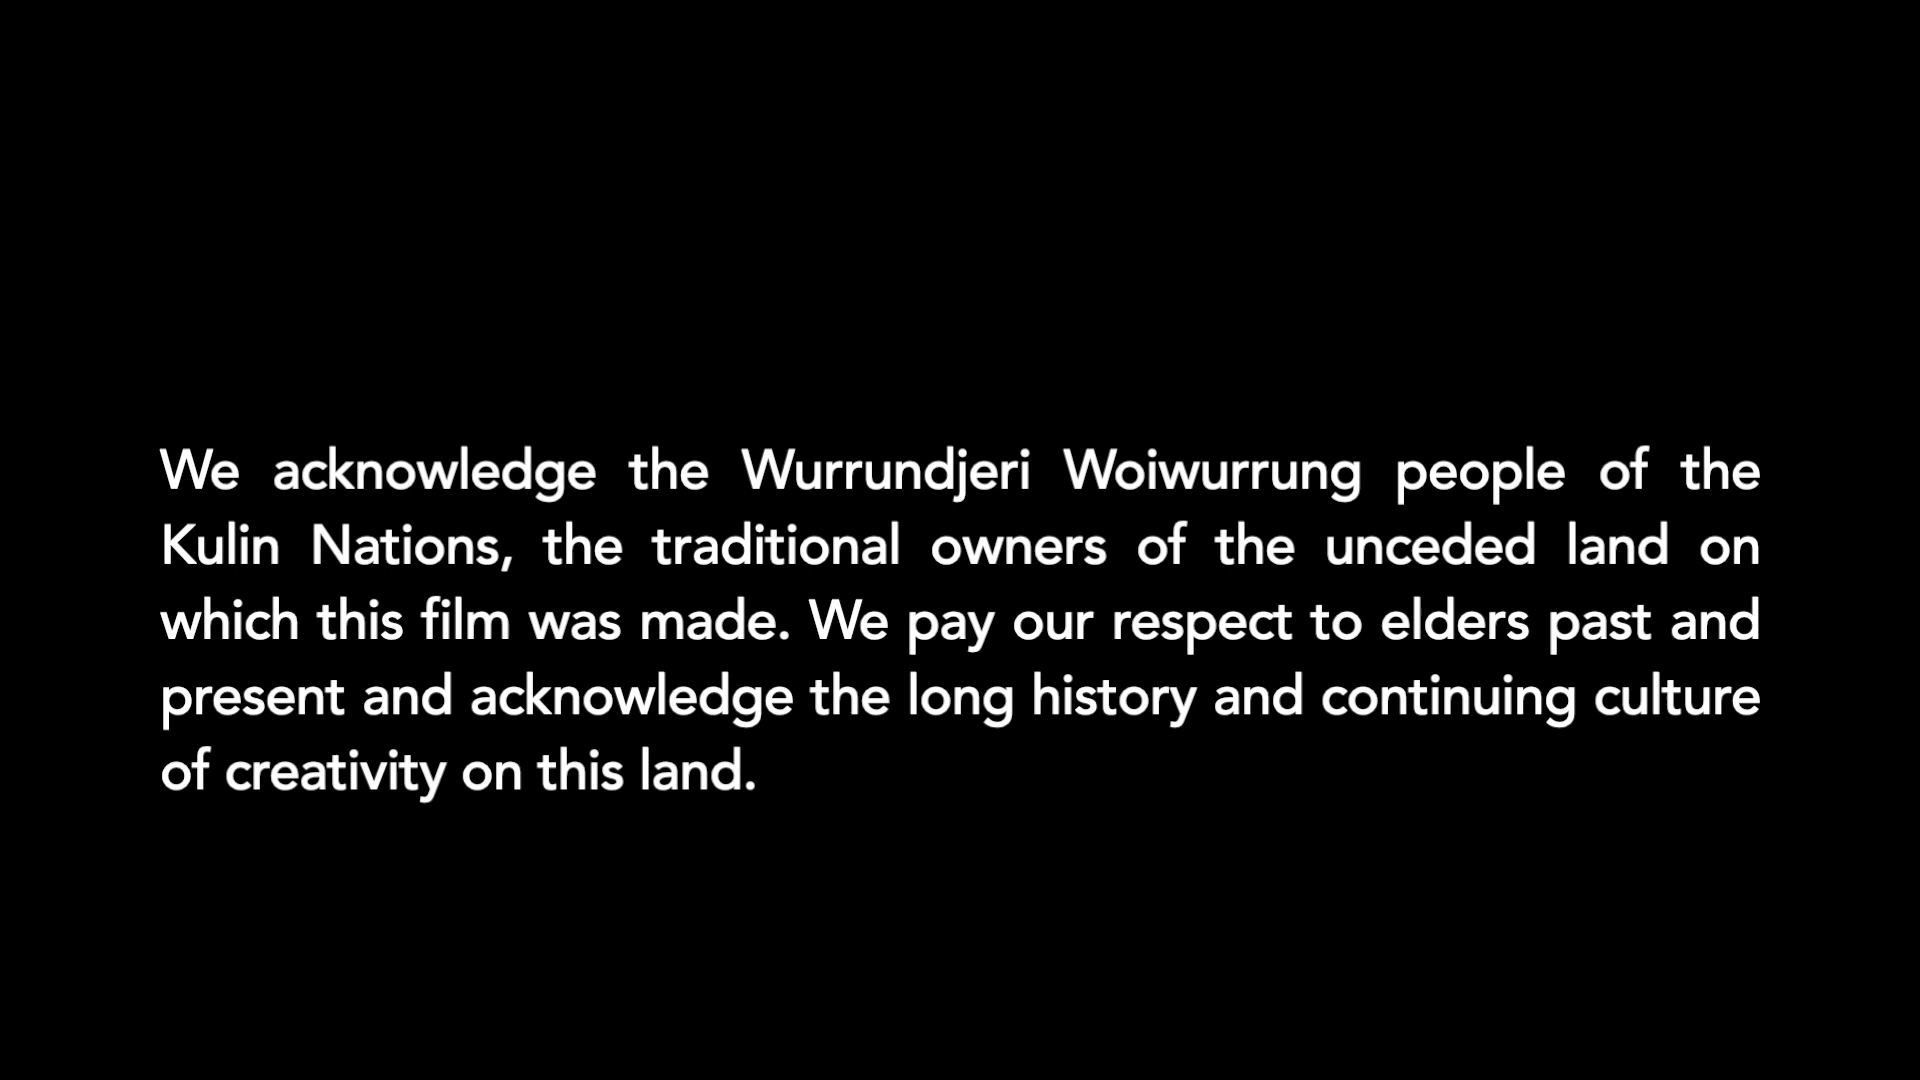 We acknowledge the Wurrundjeri Woiwurrung people of the
Kulin Nations, the traditional owners of the unceded land on
which this film was made. We pay our respect to elders past and
present and acknowledge the long history and continuing culture
of creativity on this land.